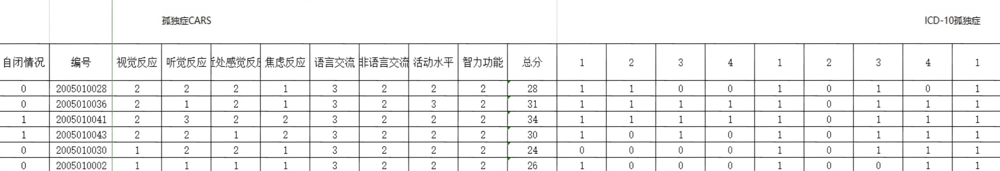 孤独症CARS ICD-10孤独症
自闭情况 编号 视觉反应 听觉反应 近处感觉反应 焦虑反应 语言交流 非语言交流 活动水平 智力功能 总分 1 2 3 4 1 2 3 4 1
0 2005010028 2 2 2 1 3 2 2 2 28 1 1 0 0 1 0 1 0 1
0 2005010036 2 1 2 1 3 2 3 2 31 1 1 1 1 1 0 1 1 1
1 2005010041 2 3 2 2 3 2 2 2 34 1 1 1 1 1 0 1 1 1
1 2005010043 2 2 1 2 3 2 2 2 30 1 0 1 0 1 0 1 1 1
0 2005010030 1 2 2 1 3 2 2 2 24 0 0 0 0 1 0 1 1 1
0 2005010002 1 1 1 1 3 2 2 2 26 1 0 0 0 1 0 0 1 1